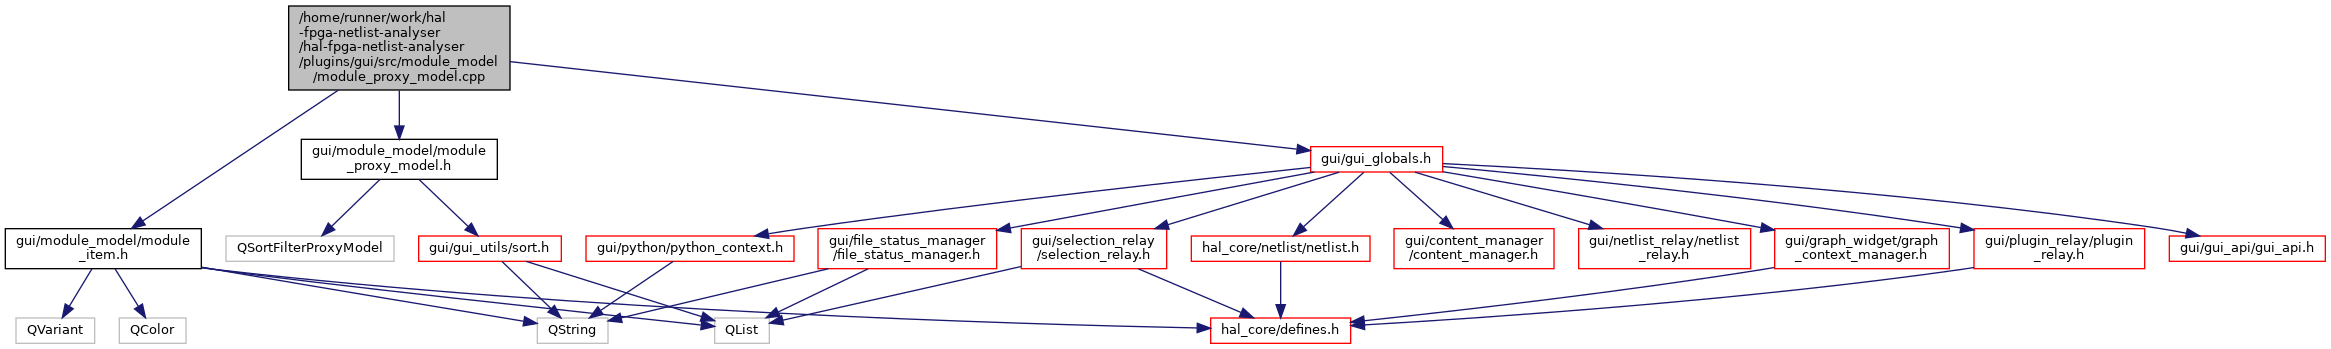 /home/runner/work/hal
-fpga-netlist-analyser
/hal-fpga-netlist-analyser
/plugins/gui/src/module_model
/module_proxy_model.cpp
gui/module_model/module
_proxy_model.h
gui/gui_globals.h
gui/module_model/module
_item.h
QSortFilterProxyModel
gui/gui_utils/sort.h
gui/python/python_context.h
gui/file_status_manager
/file_status_manager.h
gui/selection_relay
/selection_relay.h
hal_core/netlist/netlist.h
gui/content_manager
/content_manager.h
gui/netlist_relay/netlist
_relay.h
gui/graph_widget/graph
_context_manager.h
gui/plugin_relay/plugin
_relay.h
gui/gui_api/gui_api.h
QVariant
QColor
QString
QList
hal_core/defines.h